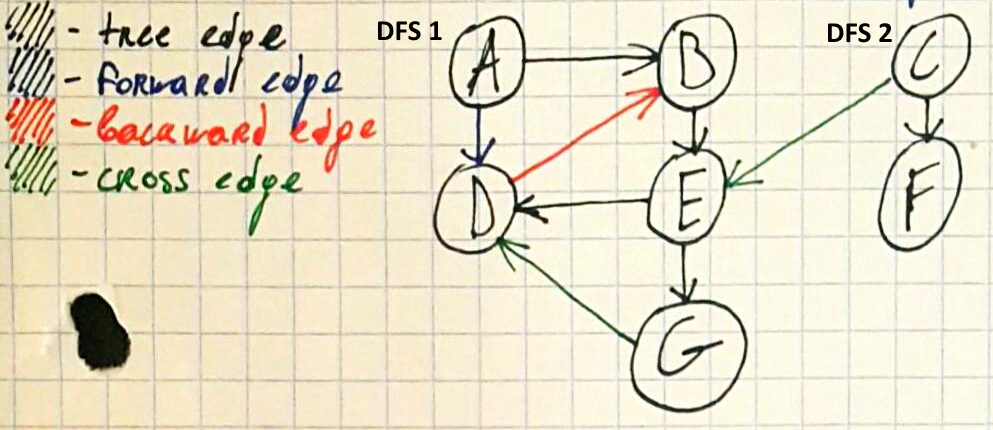 - tree edge
- forward edge
- backward edge
- cross edge
DFS 1
DFS 2
A
B
C
D
E
F
G